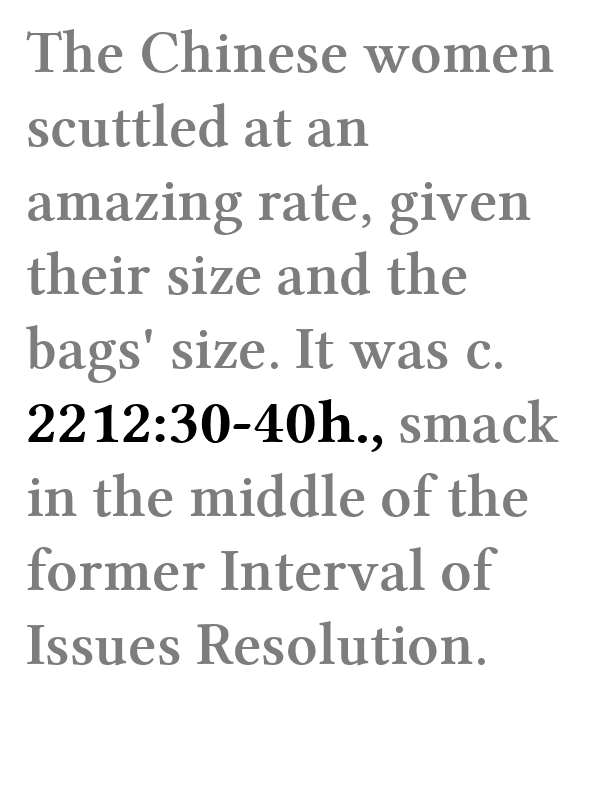 The Chinese women
scuttled at an
amazing rate, given
their size and the
bags' size. It was c.
2212:30-40h., smack
in the middle of the
former Interval of
Issues Resolution.